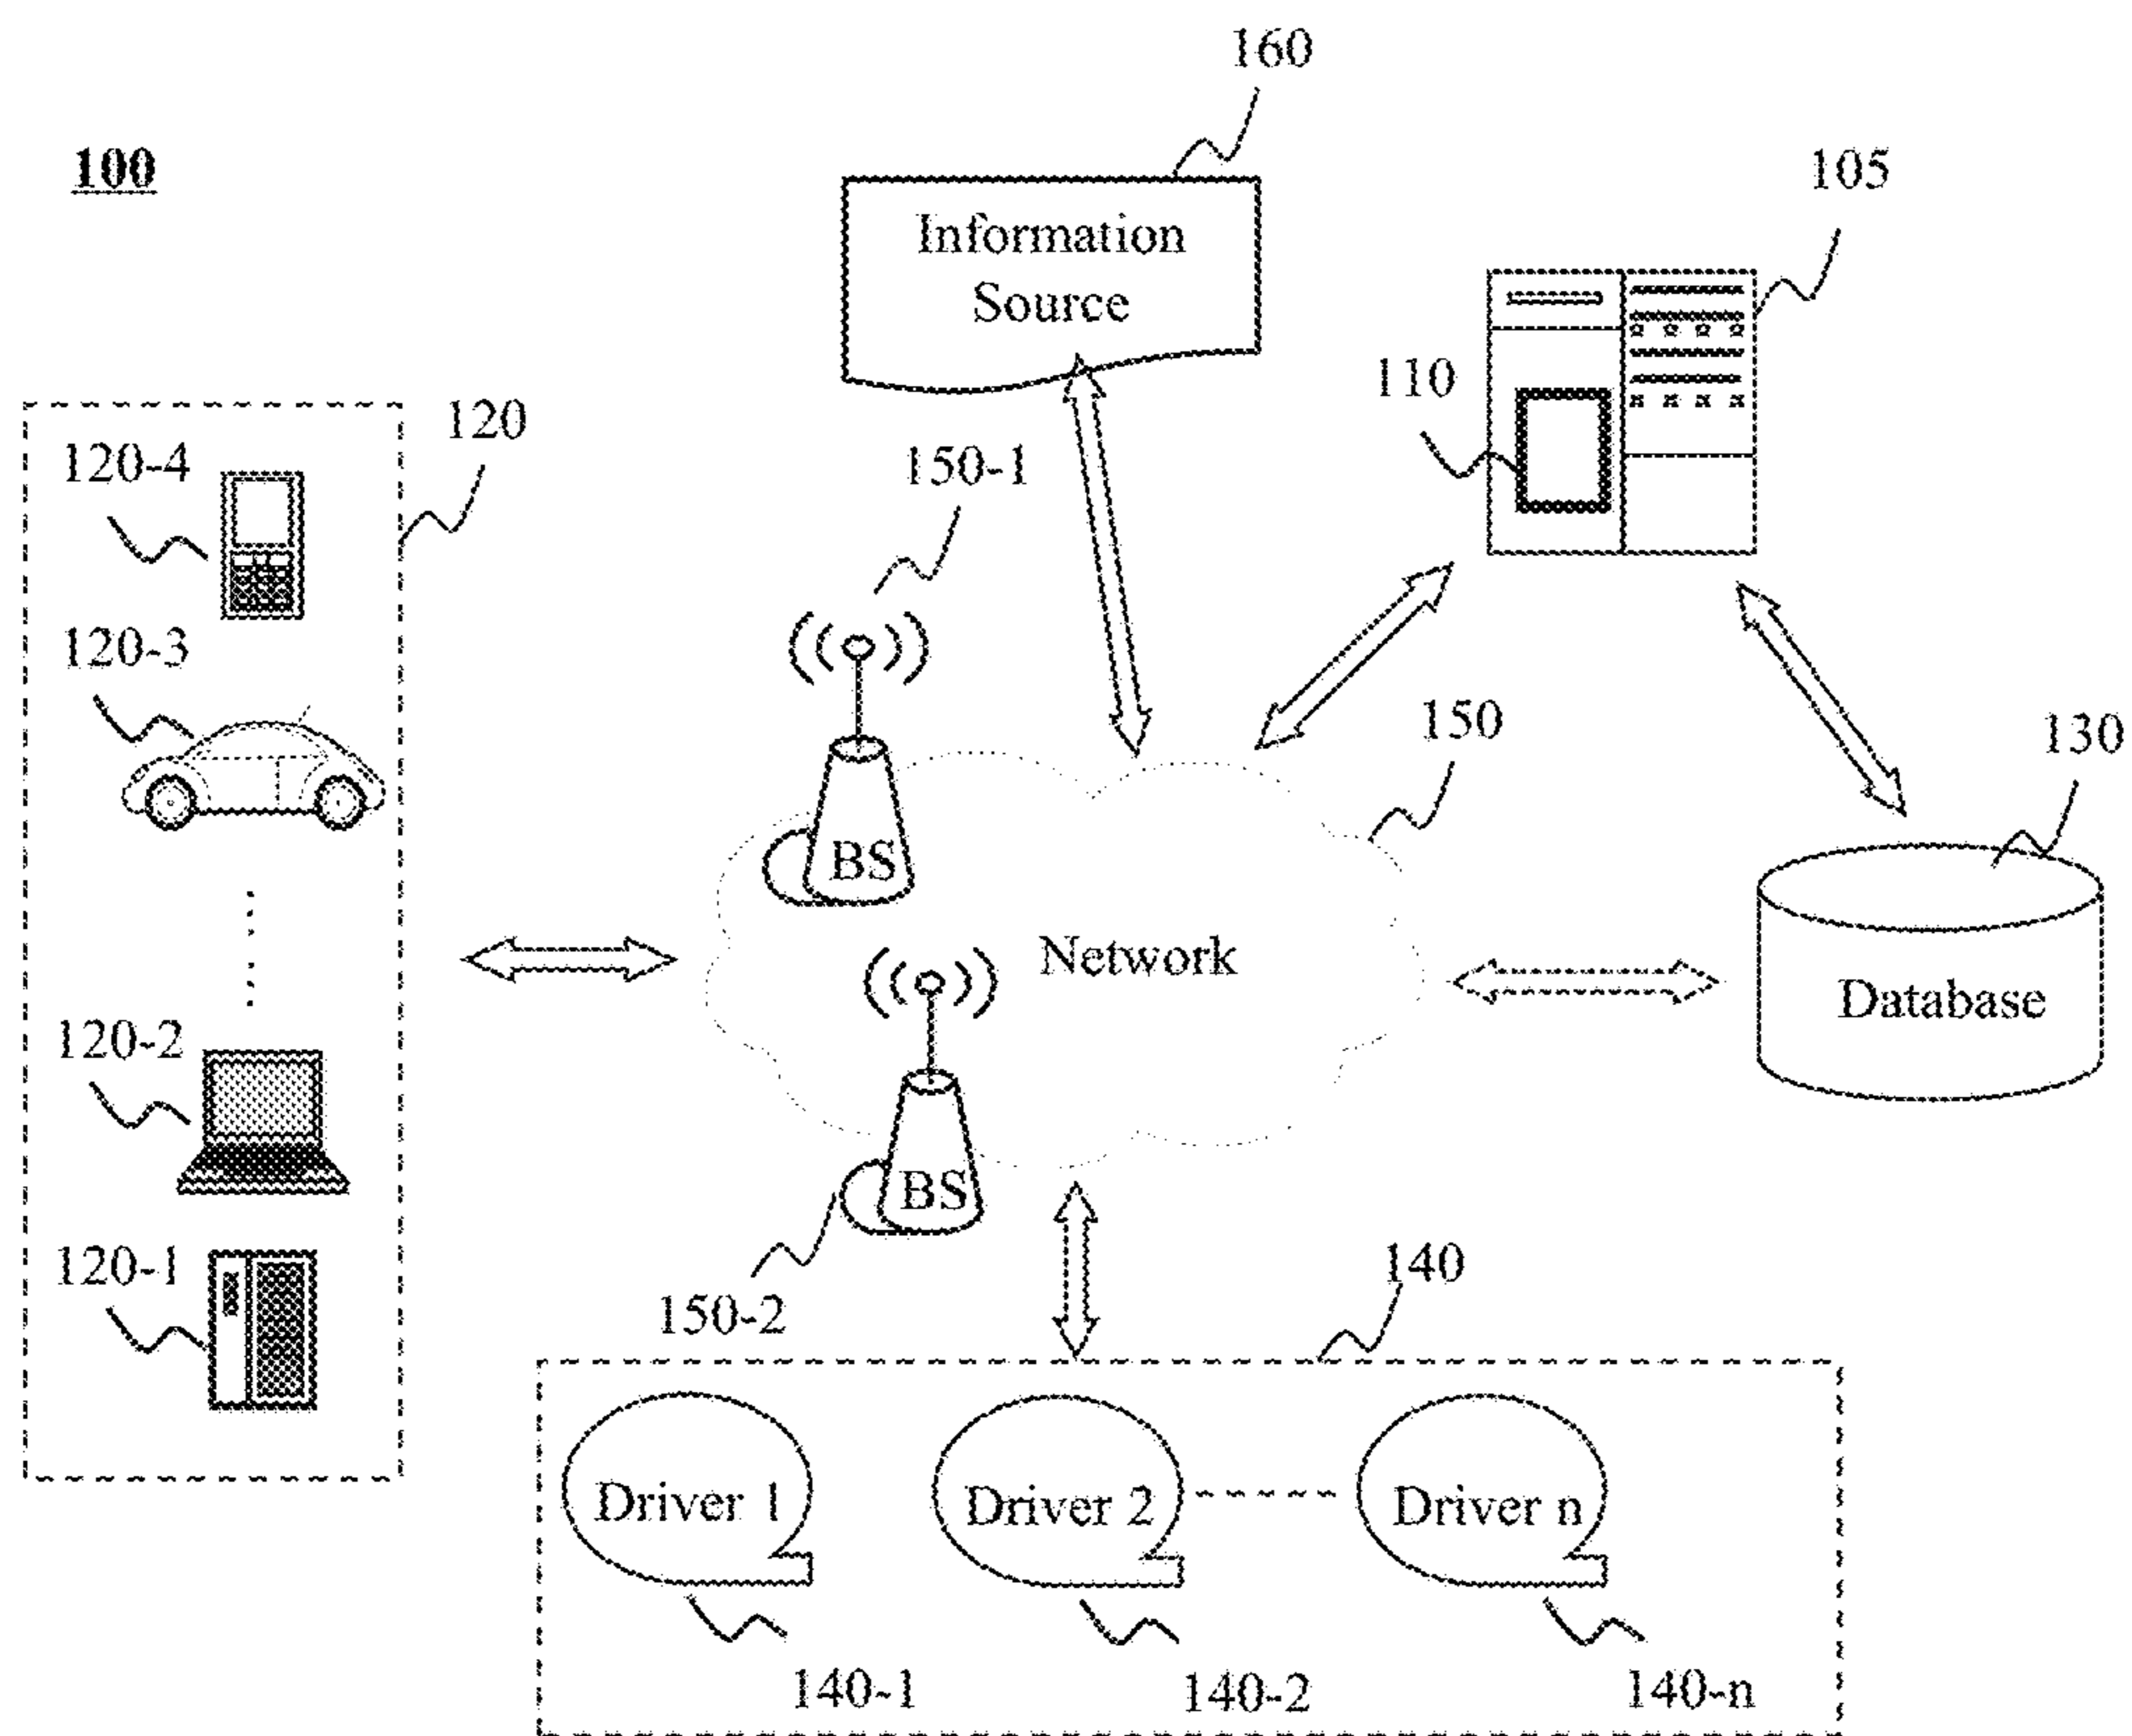 160
100
105
Information
Source
110
120
120-4
150-1
120-3
150
130
BS
Network
Database
120-2
BS
120-1
140
150-2
Driver 1
Driver 2
Driver n
140-1
140-2
140-n